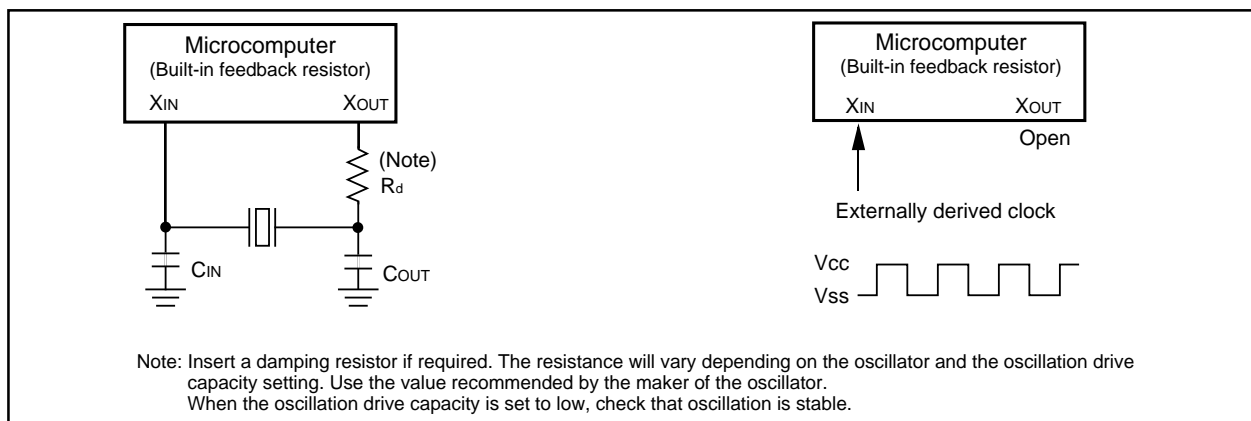 Microcomputer
(Built-in feedback resistor)
XIN XOUT
(Note)
Rd
CIN
COUT
Microcomputer
(Built-in feedback resistor)
XIN XOUT
Open
Externally derived clock
Vcc
Vss
Note: Insert a damping resistor if required. The resistance will vary depending on the oscillator and the oscillation drive
capacity setting. Use the value recommended by the maker of the oscillator.
When the oscillation drive capacity is set to low, check that oscillation is stable.